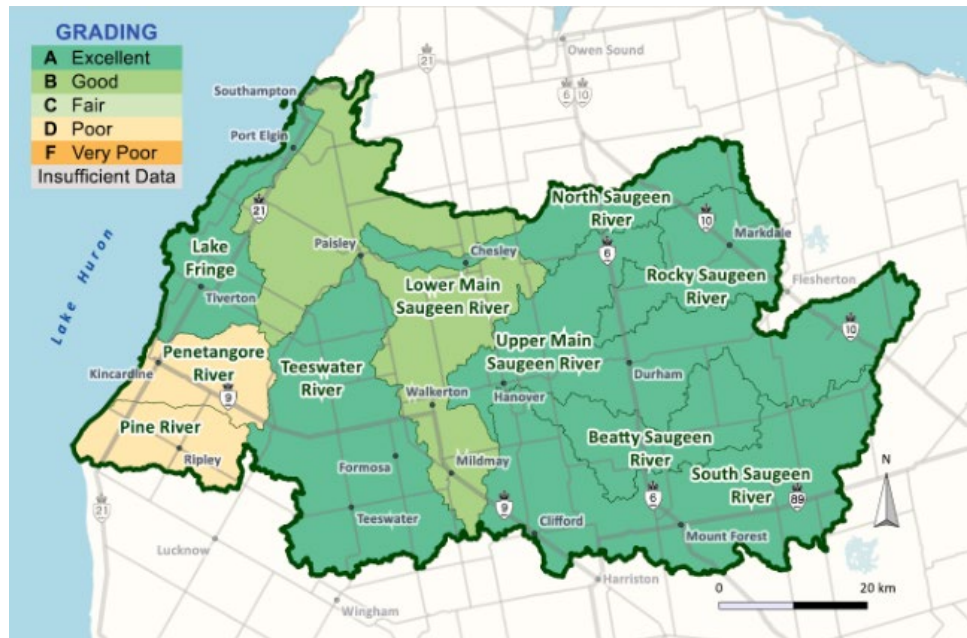 GRADING
A Excellent
B Good
C Fair
D Poor
F Very Poor
Insufficient Data
Owen Sound
21
6
10
Southampton
Port Elgin
North Saugeen
River
21
10
Markdale
Paisley
6
Chesley
Lake
Fringe
Lake Huron
Rocky Saugeen
River
Flesherton
Lower Main
Saugeen River
Tiverton
10
Upper Main
Saugeen River
Penetangore
River
Teeswater
River
Kincardine
Durham
9
Hanover
Walkerton
Pine River
Beatty Saugeen
River
Ripley
Formosa
Mildmay
South Saugeen
River
N
6
89
21
9
Teeswater
Clifford
Mount Forest
Lucknow
Harriston
Wingham
0
20 km